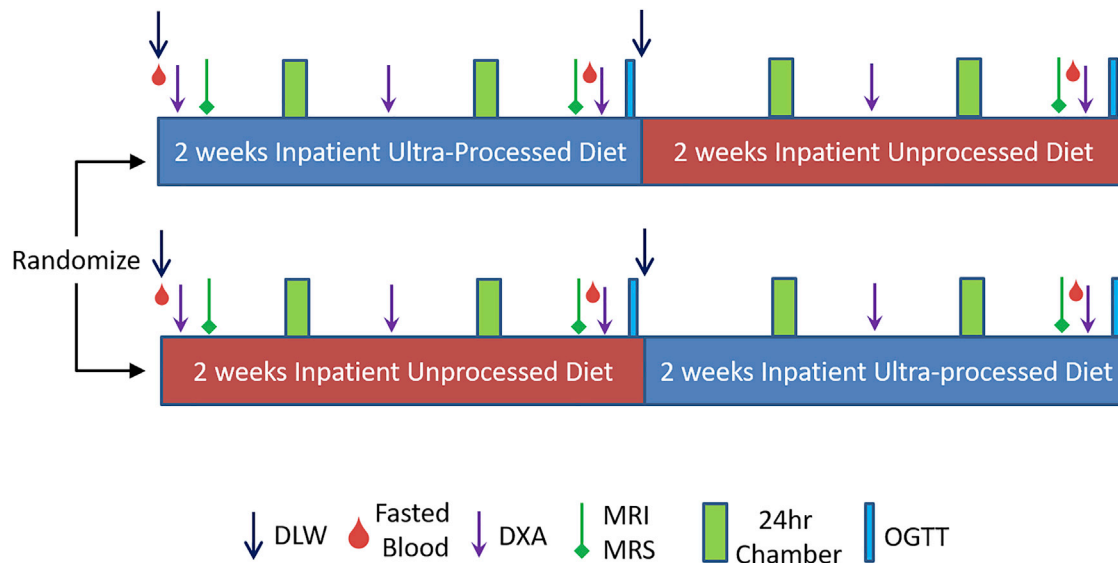 2 weeks Inpatient Ultra-Processed Diet
2 weeks Inpatient Unprocessed Diet
Randomize
2 weeks Inpatient Unprocessed Diet
2 weeks Inpatient Ultra-processed Diet
DLW
Fasted
Blood
DXA
MRI
MRS
24hr
Chamber
OGTT